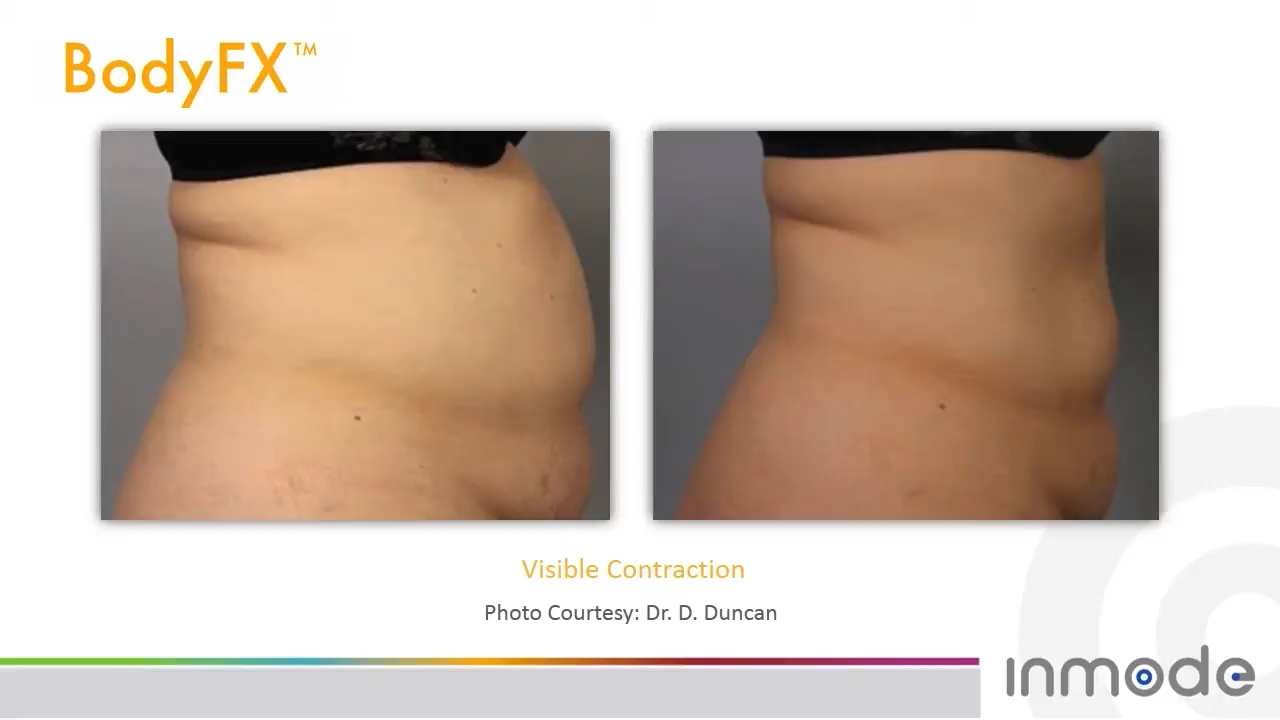 BodyFX™
Visible Contraction
Photo Courtesy: Dr. D. Duncan
inmode